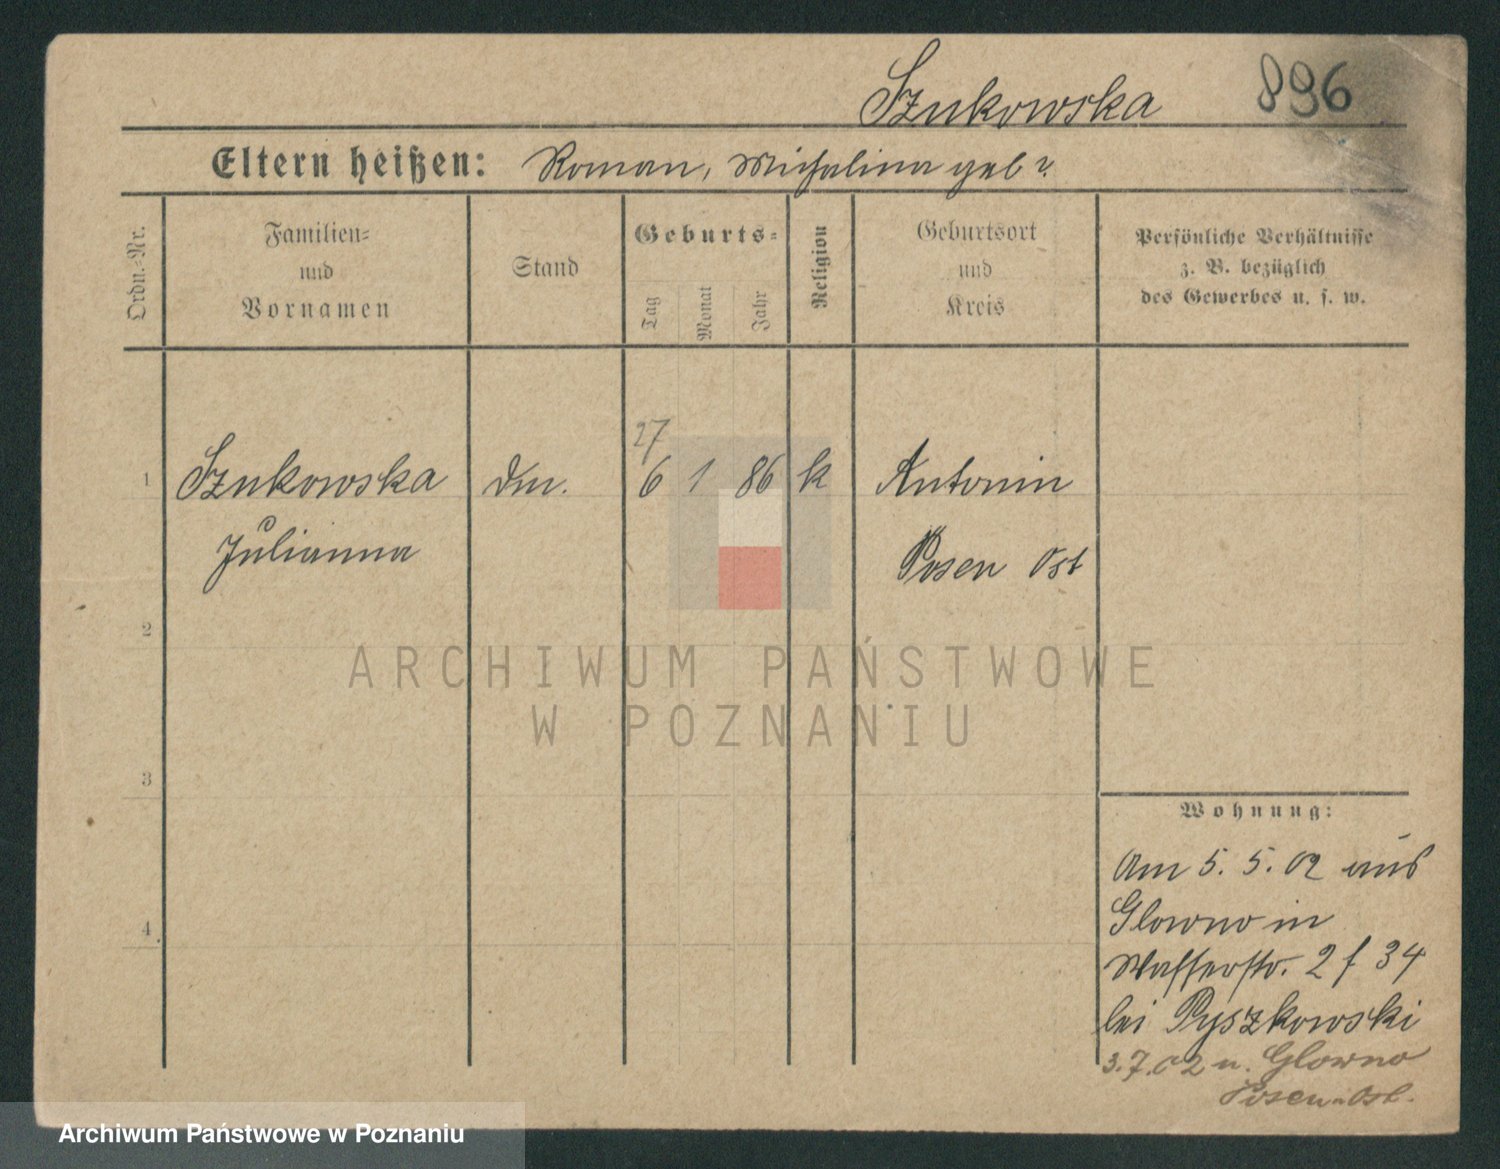 Szukowska 896
Eltern heißen: Roman, Michalina geb ?.
Ordn.-Nr.
Familien-
und
Vornamen
Stand
Geburts-
Tag
Monat
Jahr
Religion
Geburtsort
und
Kreis
Persönliche Verhältnisse
z. B. bezüglich
des Gewerbes u. s. w.
27
1 Szukowska 6 1 86 k Antonin
Julianna Posen Ost
2
ARCHIWUM PAŃSTWOWE
W POZNANIU
3
Wohnung:
4
Am 5. 5. 02 aus
Glowno in
Wasserstr. 2 f 34
bei Pyszkowski
3.7.02 n. Glowno
Posen-Ost.
Archiwum Państwowe w Poznaniu